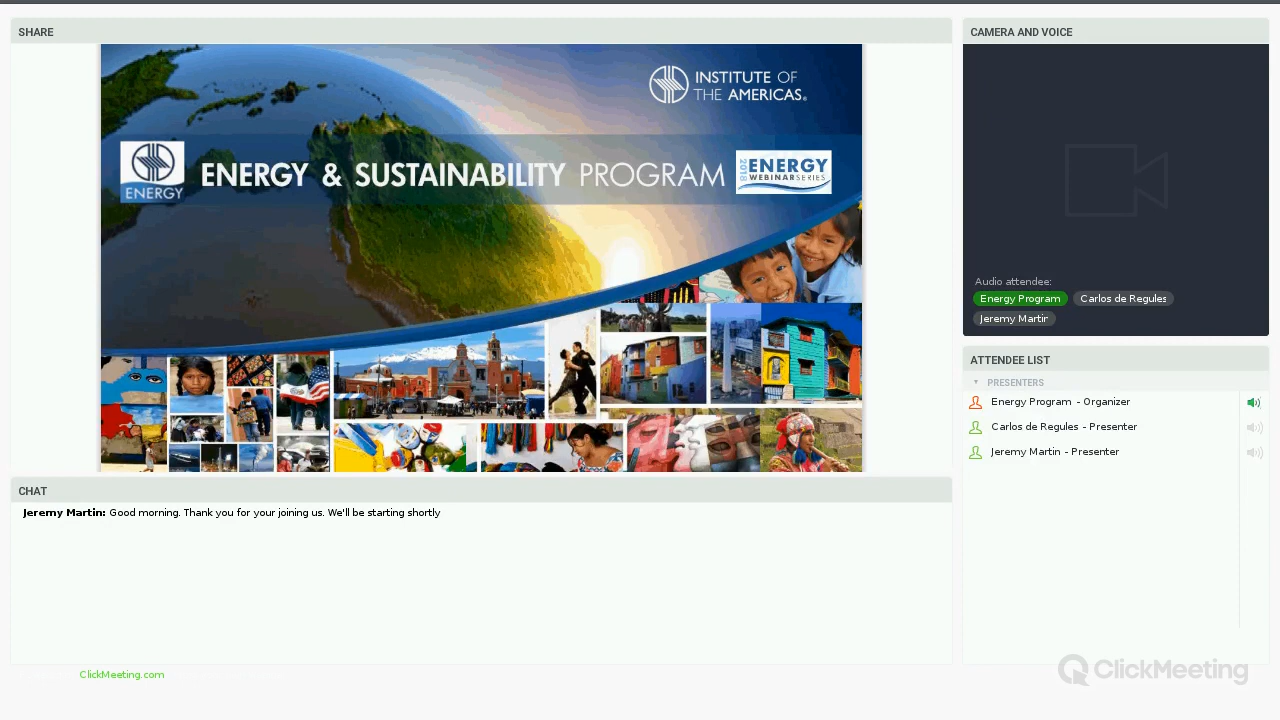 SHARE
INSTITUTE OF
THE AMERICAS®
ENERGY
ENERGY & SUSTAINABILITY PROGRAM
2018 ENERGY
WEBINAR SERIES
CHAT
Jeremy Martin: Good morning. Thank you for your joining us. We'll be starting shortly
ClickMeeting.com
CAMERA AND VOICE
Audio attendee:
Energy Program
Carlos de Regules
Jeremy Martin
ATTENDEE LIST
PRESENTERS
Energy Program - Organizer
Carlos de Regules - Presenter
Jeremy Martin - Presenter
ClickMeeting